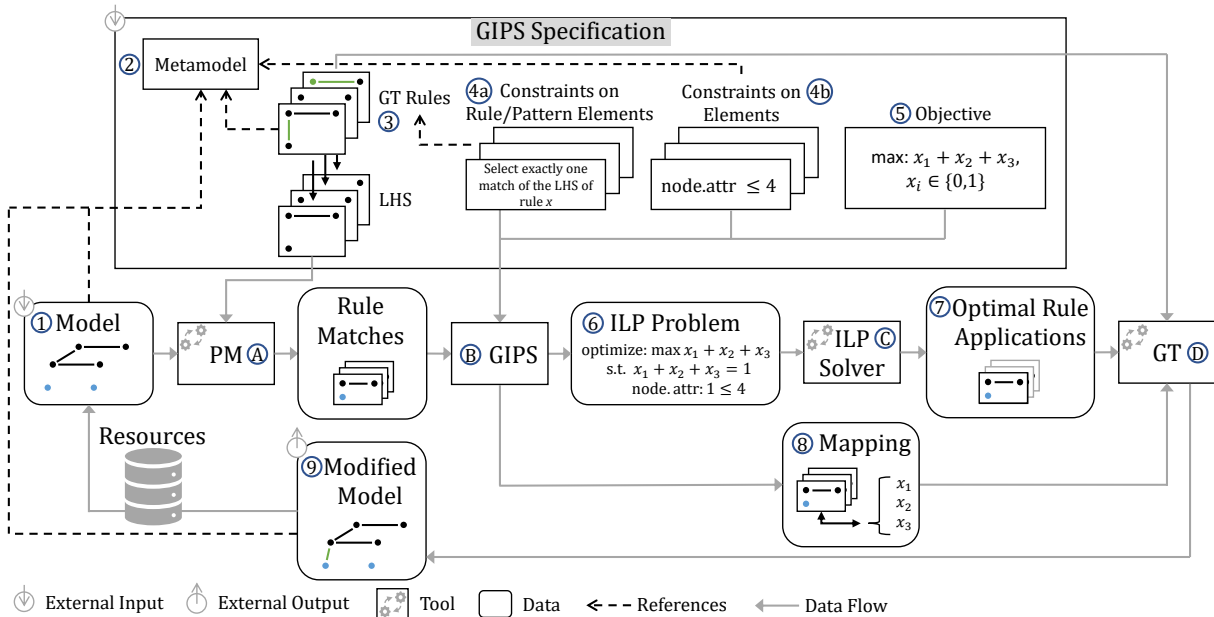 GIPS Specification
② Metamodel
GT Rules
③
LHS
4a Constraints on
Rule/Pattern Elements
Select exactly one
match of the LHS of
rule x
Constraints on 4b
Elements
node.attr ≤ 4
⑤ Objective
max: x₁ + x₂ + x₃,
xᵢ ∈ {0,1}
① Model
PM Ⓐ
Rule
Matches
Ⓑ GIPS
⑥ ILP Problem
optimize: max x₁ + x₂ + x₃
s.t. x₁ + x₂ + x₃ = 1
node. attr: 1 ≤ 4
ILP Ⓒ
Solver
⑦ Optimal Rule
Applications
GT Ⓓ
Resources
⑨ Modified
Model
⑧ Mapping
x₁
x₂
x₃
External Input
External Output
Tool
Data
References
Data Flow